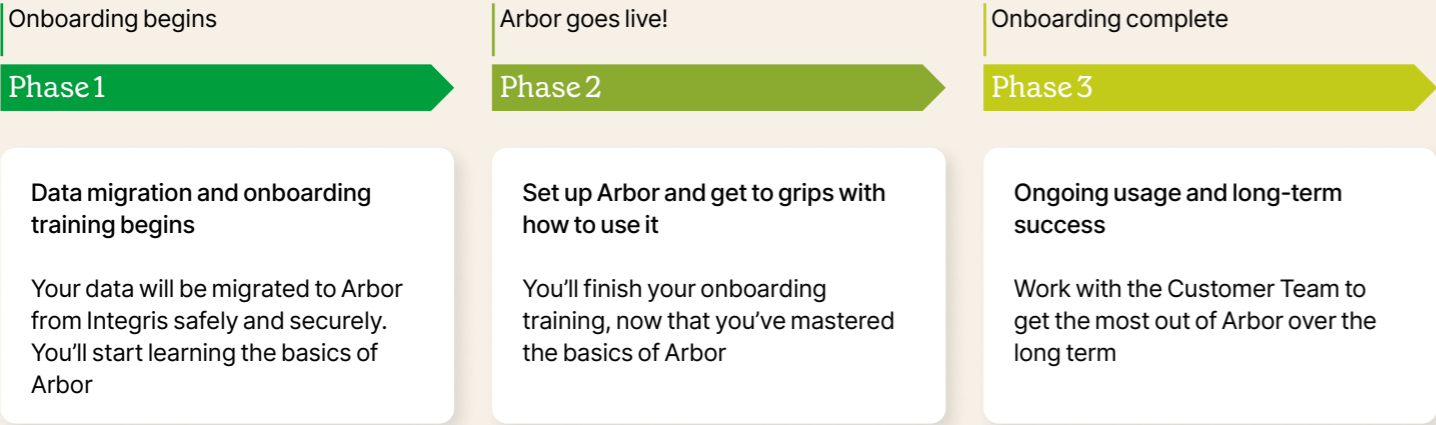 Onboarding begins
Phase 1
Data migration and onboarding
training begins
Your data will be migrated to Arbor
from Integris safely and securely.
You'll start learning the basics of
Arbor
Arbor goes live!
Phase 2
Set up Arbor and get to grips with
how to use it
You'll finish your onboarding
training, now that you've mastered
the basics of Arbor
Onboarding complete
Phase 3
Ongoing usage and long-term
success
Work with the Customer Team to
get the most out of Arbor over the
long term